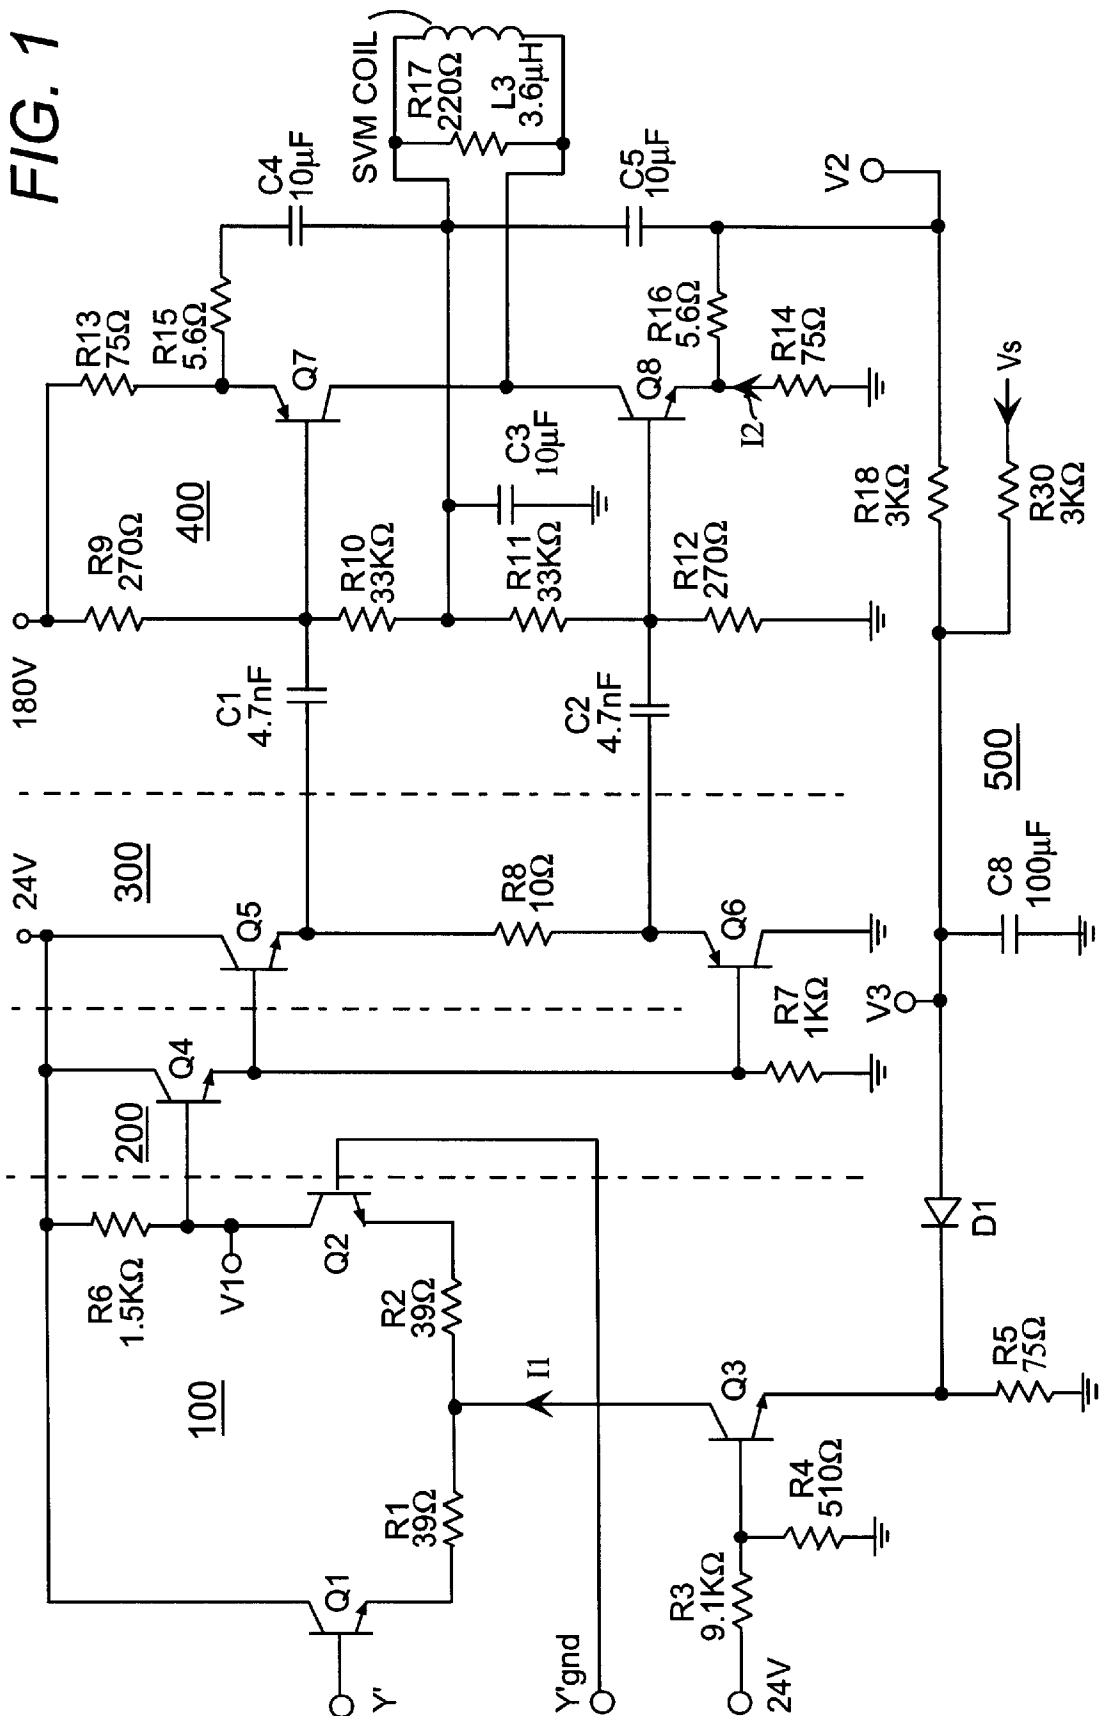 FIG. 1
SVM COIL
R17
220Ω
L3
3.6µH
C4
10µF
C5
10µF
V2
R13
75Ω
R15
5.6Ω
Q7
R16
5.6Ω
Q8
R14
75Ω
I2
C3
10µF
Vs
R18
3KΩ
R30
3KΩ
400
R9
270Ω
R10
33KΩ
R11
33KΩ
R12
270Ω
180V
C1
4.7nF
C2
4.7nF
500
24V
300
Q5
R8
10Ω
Q6
C8
100µF
R7
1KΩ
V3
Q4
200
R6
1.5KΩ
V1
Q2
D1
R2
39Ω
100
I1
Q3
R5
75Ω
R1
39Ω
R4
510Ω
Q1
R3
9.1KΩ
Y'
Y'gnd
24V